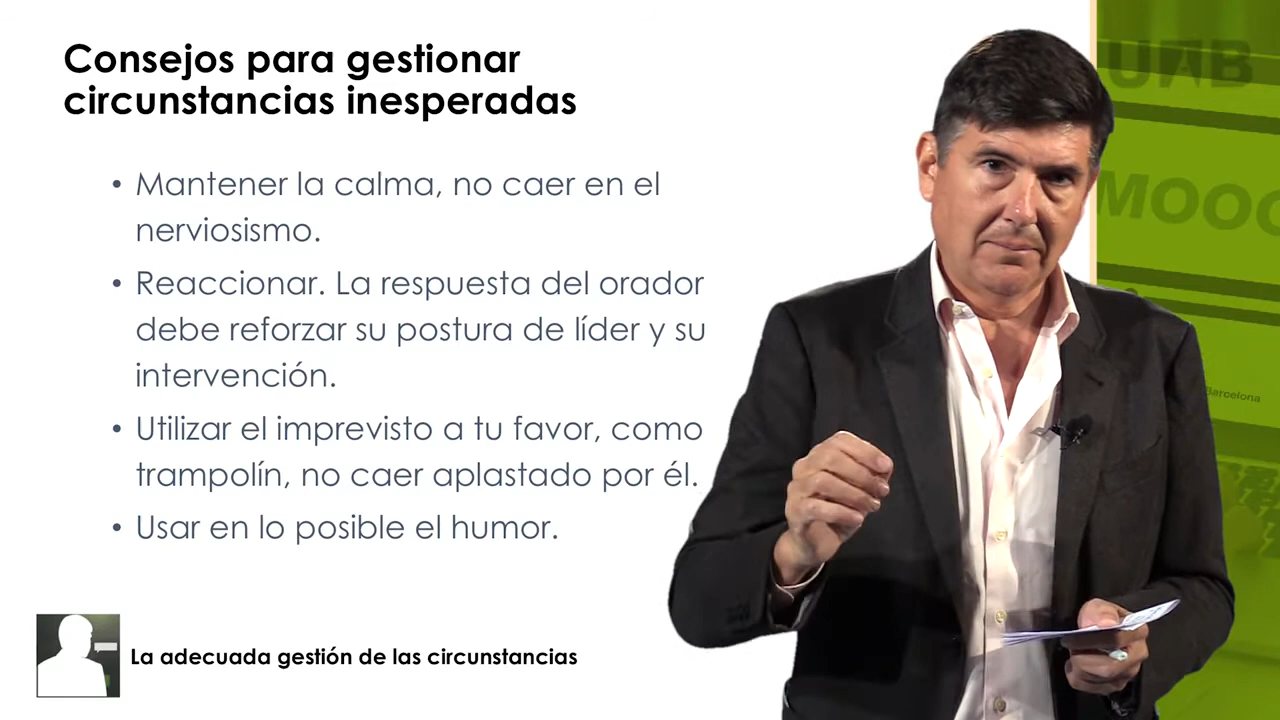 Consejos para gestionar
circunstancias inesperadas
• Mantener la calma, no caer en el
nerviosismo.
• Reaccionar. La respuesta del orador
debe reforzar su postura de líder y su
intervención.
• Utilizar el imprevisto a tu favor, como
trampolín, no caer aplastado por él.
• Usar en lo posible el humor.
La adecuada gestión de las circunstancias
UAB
MOOC
Barcelona